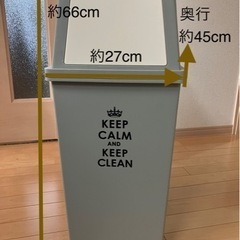 約66cm
奥行
約45cm
約27cm
KEEP
CALM
AND
KEEP
CLEAN